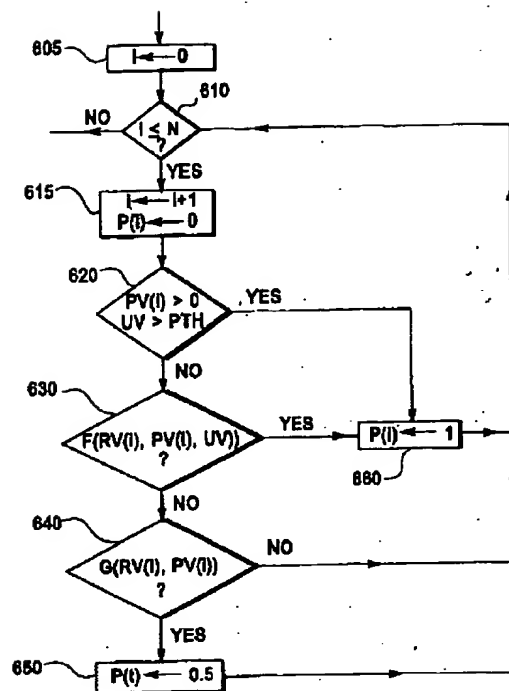 605
I ← 0
610
NO
I ≤ N
?
YES
615
I ← I+1
P(I) ← 0
620
PV(I) > 0
UV > PTH
YES
NO
630
F(RV(I), PV(I), UV))
?
YES
P(I) ← 1
660
NO
640
G(RV(I), PV(I))
?
NO
YES
650
P(t) ← 0.5